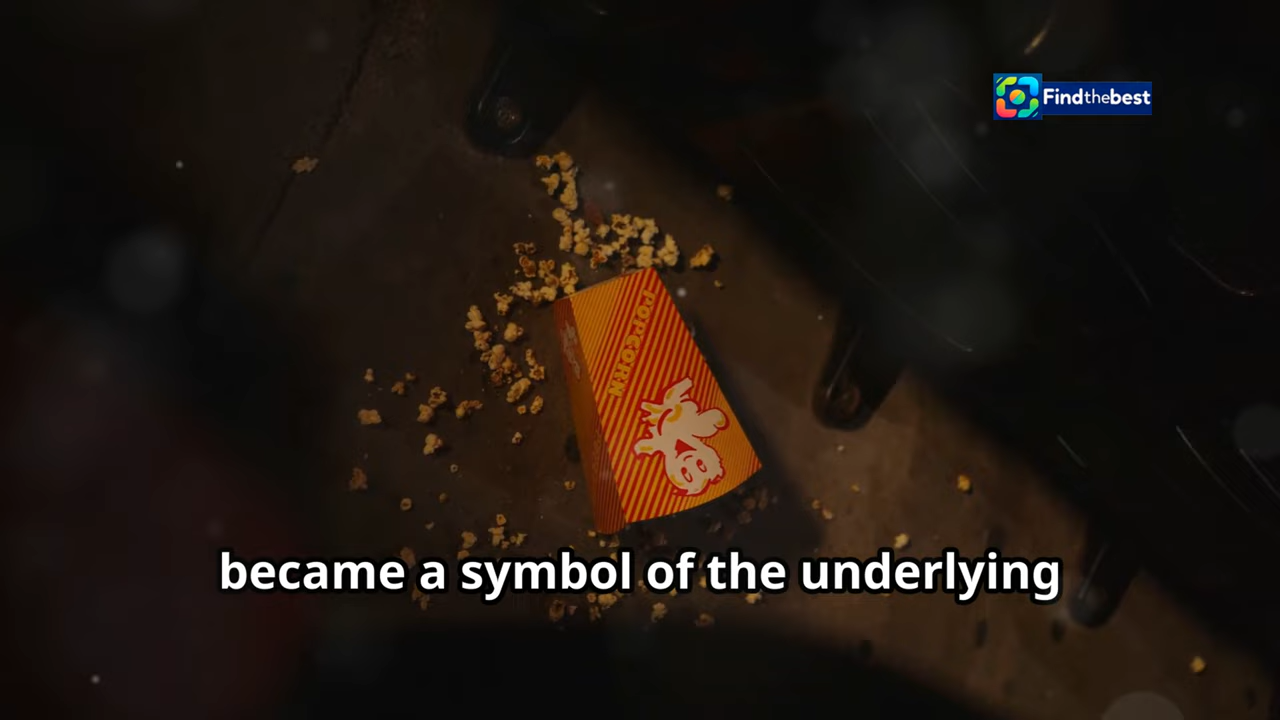 Findthebest
POPCORN
became a symbol of the underlying